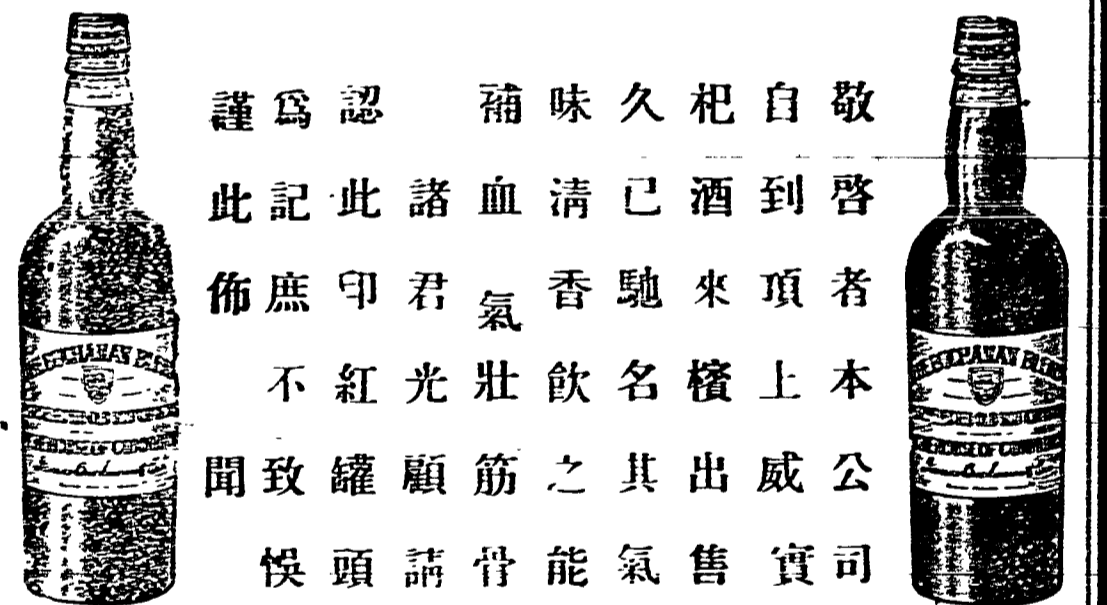 敬啓者本公司
自到頂上威實
杞酒來檳出售
久已馳名其氣
味清香飲之能
補血氣壯筋骨
諸君光顧請
認此印紅罐頭
爲記庶不致悞
謹此佈聞